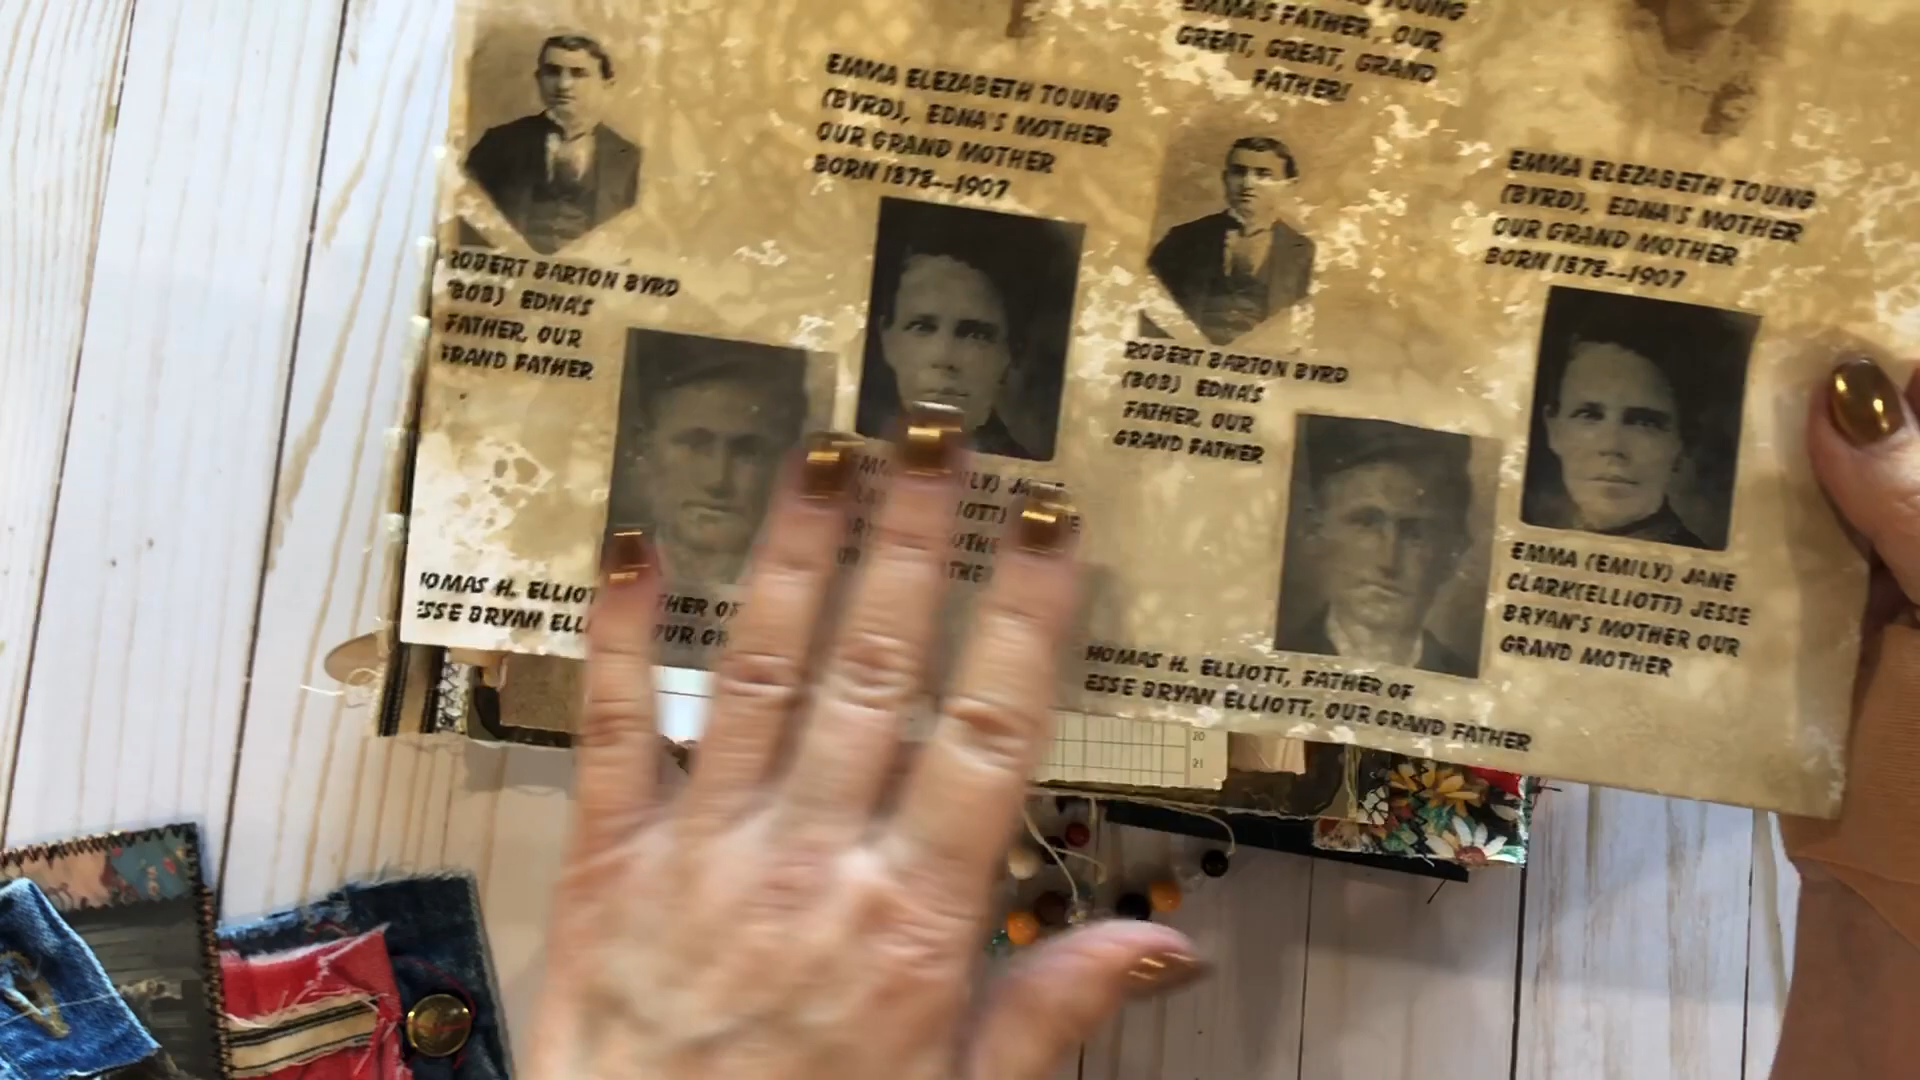 YOUNG
EMMA'S FATHER, OUR
GREAT, GREAT, GRAND
FATHER!
EMMA ELEZABETH TOUNG
(BYRD), EDNA'S MOTHER
OUR GRAND MOTHER
BORN 1878--1907
ROBERT BARTON BYRD
(BOB) EDNA'S
FATHER, OUR
GRAND FATHER
OMAS H. ELLIOT
ESSE BRYAN ELL
EMMA ELEZABETH TOUNG
(BYRD), EDNA'S MOTHER
OUR GRAND MOTHER
BORN 1878--1907
ROBERT BARTON BYRD
(BOB) EDNA'S
FATHER, OUR
GRAND FATHER
EMMA (EMILY) JANE
CLARK(ELLIOTT) JESSE
BRYAN'S MOTHER OUR
GRAND MOTHER
HOMAS H. ELLIOTT, FATHER OF
ESSE BRYAN ELLIOTT, OUR GRAND FATHER
20
21